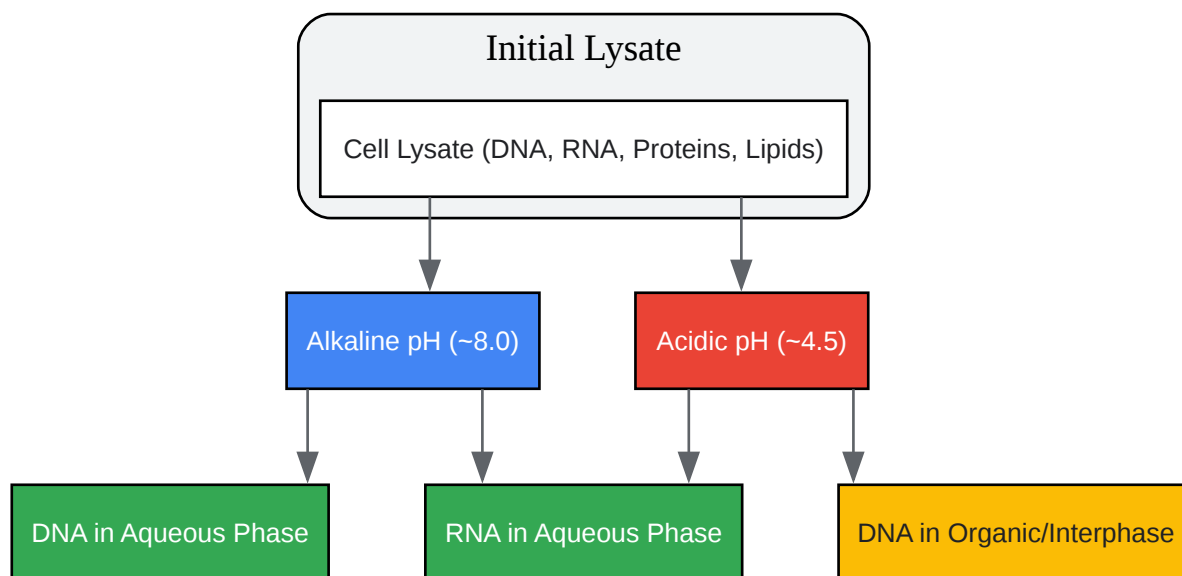 Initial Lysate
Cell Lysate (DNA, RNA, Proteins, Lipids)
Alkaline pH (~8.0)
Acidic pH (~4.5)
DNA in Aqueous Phase
RNA in Aqueous Phase
DNA in Organic/Interphase